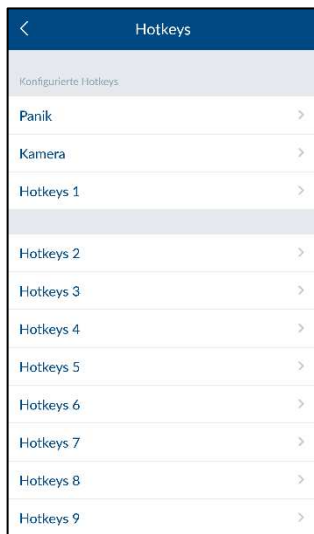 Hotkeys
Konfigurierte Hotkeys
Panik
Kamera
Hotkeys 1
Hotkeys 2
Hotkeys 3
Hotkeys 4
Hotkeys 5
Hotkeys 6
Hotkeys 7
Hotkeys 8
Hotkeys 9